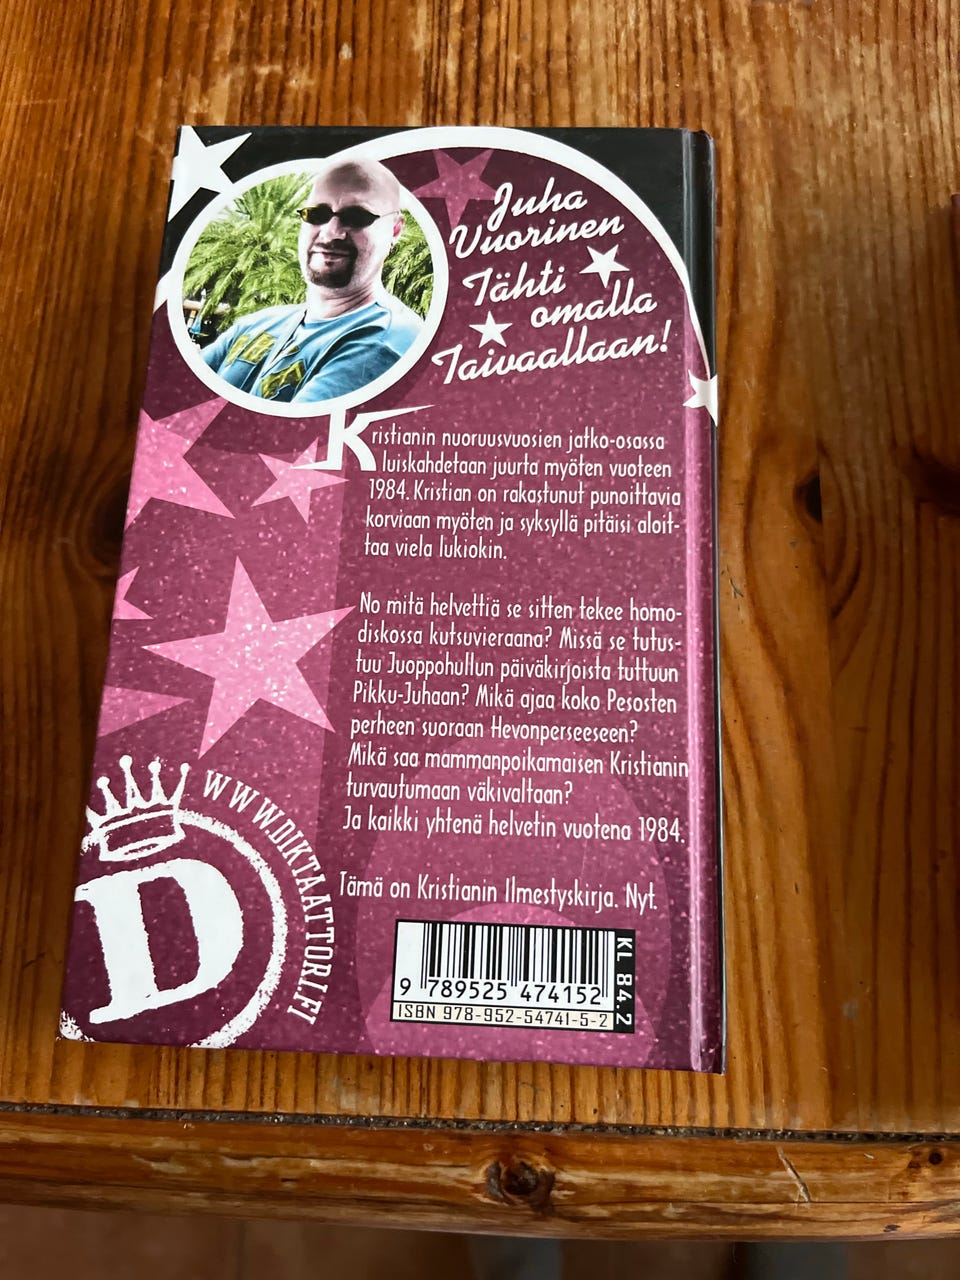 Juha
Vuorinen
Tähti
omalla
Taivaallaan!
Kristianin nuoruusvuosien jatko-osassa
luiskahdetaan juurta myöten vuoteen
1984. Kristian on rakastunut punoittavia
korviaan myöten ja syksyllä pitäisi aloit-
taa viela lukiokin.
No mitä helvettiä se sitten tekee homo-
diskossa kutsuvieraana? Missä se tutus-
tuu Juoppohullun päiväkirjoista tuttuun
Pikku-Juhaan? Mikä ajaa koko Pesosten
perheen suoraan Hevonperseeseen?
Mikä saa mammanpoikamaisen Kristianin
turvautumaan väkivaltaan?
Ja kaikki yhtenä helvetin vuotena 1984.
Tämä on Kristianin Ilmestyskirja. Nyt.
WWW.DIKTAATTORI.FI
D
KL 84.2
9 789525 474152
ISBN 978-952-54741-5-2